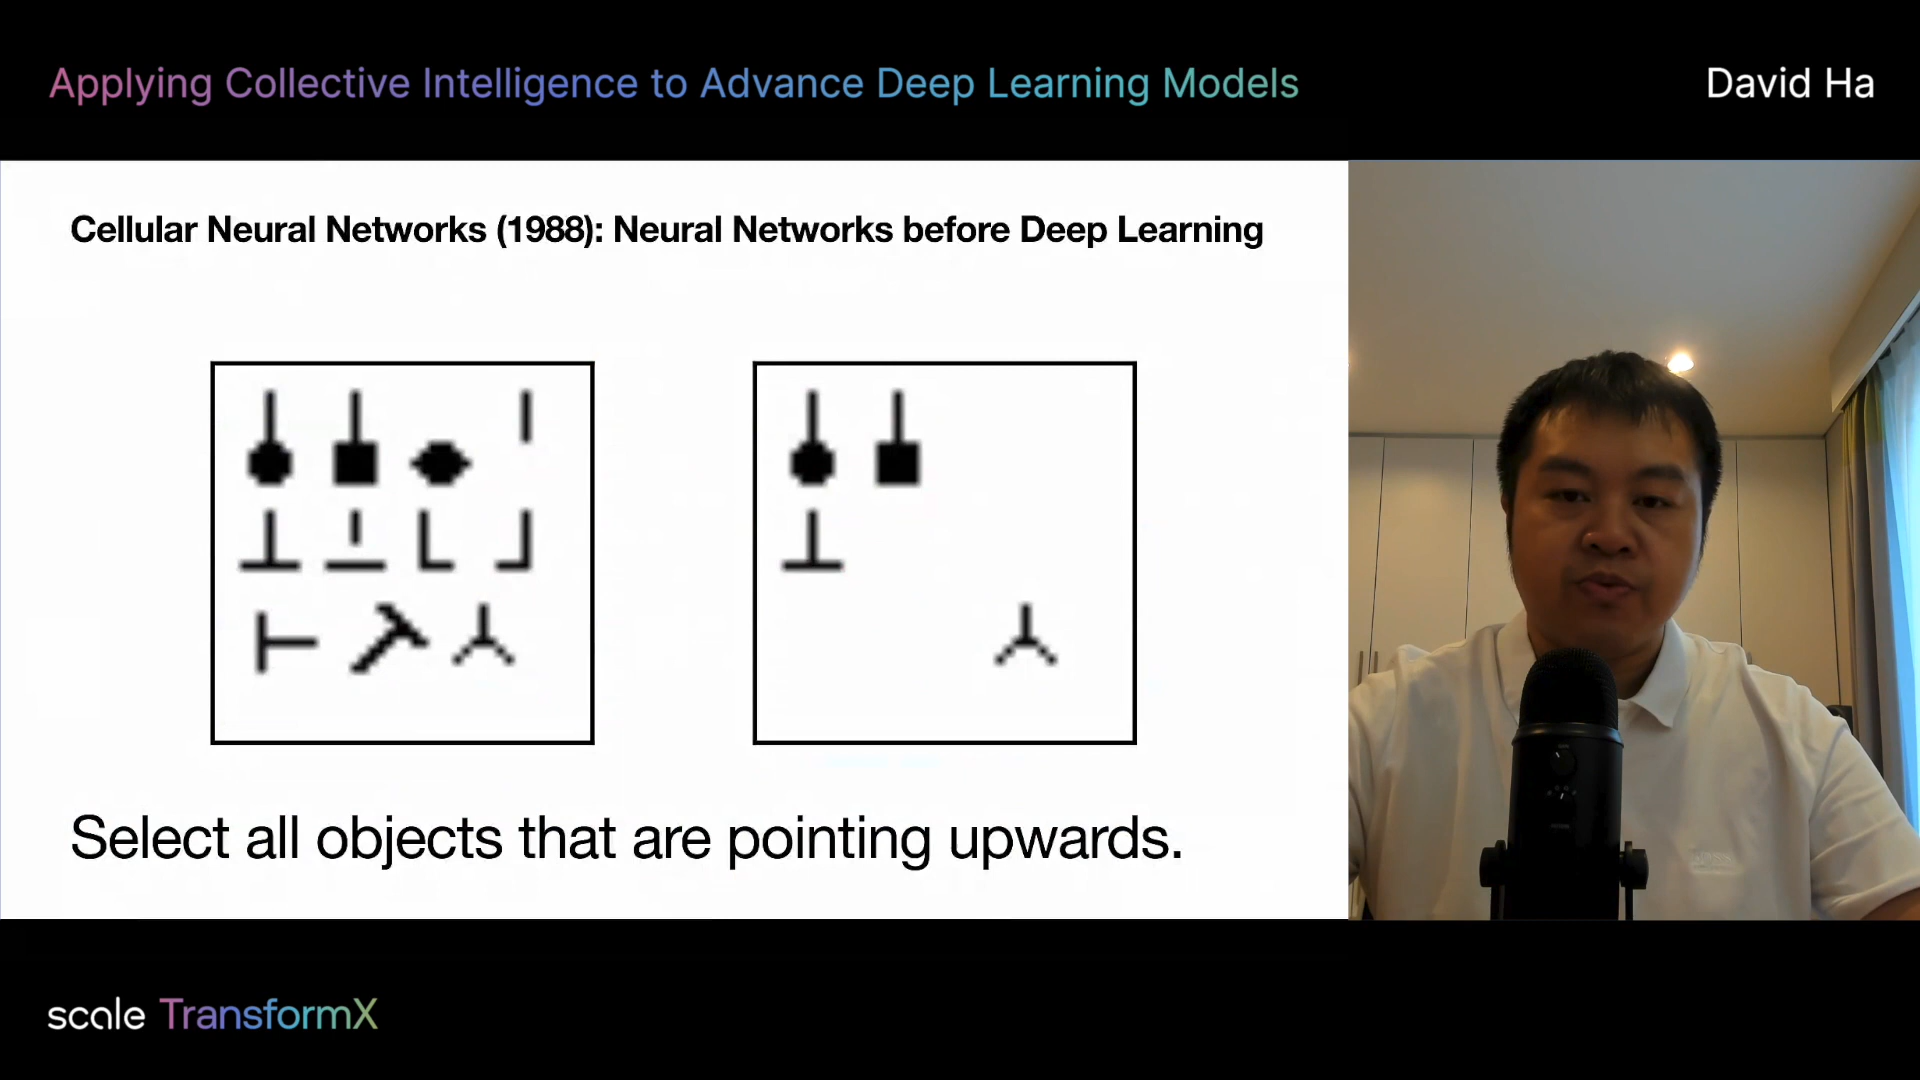 Applying Collective Intelligence to Advance Deep Learning Models
David Ha
Cellular Neural Networks (1988): Neural Networks before Deep Learning
Select all objects that are pointing upwards.
scale TransformX